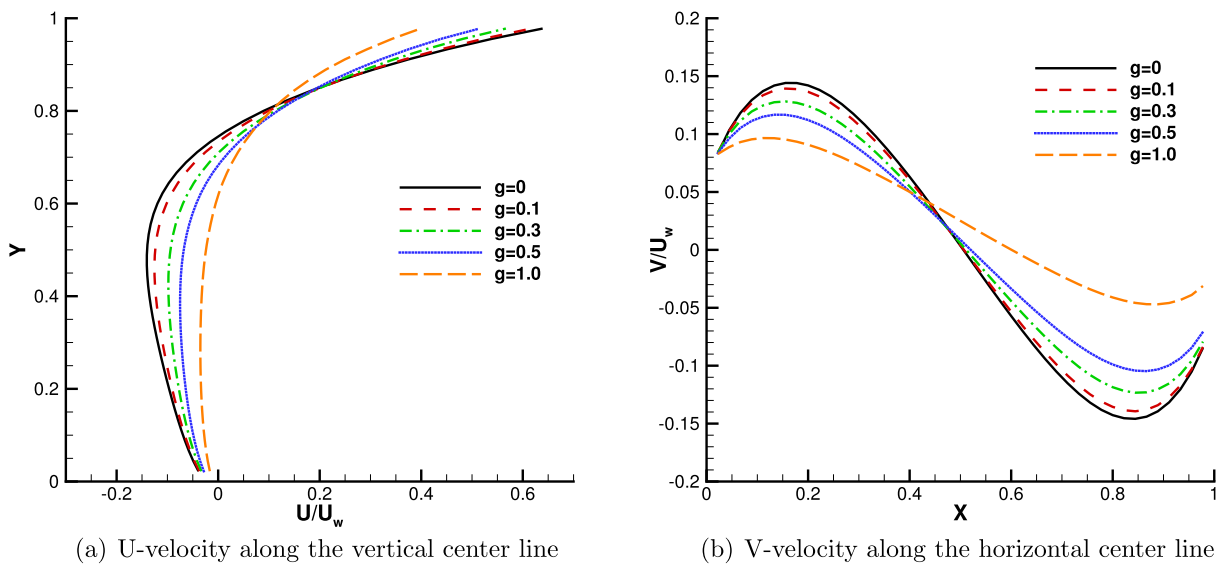 1
0.8
0.6
0.4
0.2
0
Y
-0.2 0 0.2 0.4 0.6
U/Uw
g=0
g=0.1
g=0.3
g=0.5
g=1.0
(a) U-velocity along the vertical center line
0.2
0.15
0.1
0.05
0
-0.05
-0.1
-0.15
-0.2
V/Uw
0 0.2 0.4 0.6 0.8 1
X
g=0
g=0.1
g=0.3
g=0.5
g=1.0
(b) V-velocity along the horizontal center line